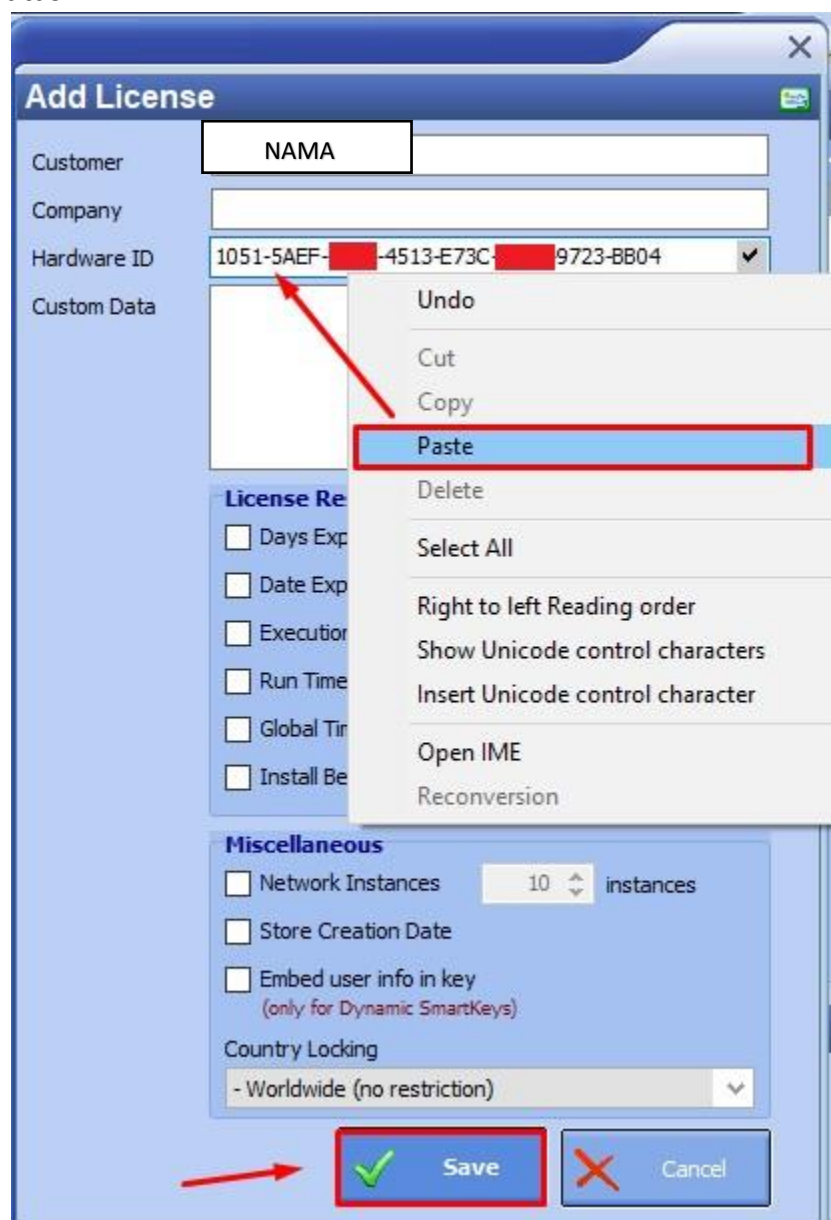 Add License
Customer NAMA
Company
Hardware ID 1051-5AEF- -4513-E73C- 9723-BB04
Custom Data
Undo
Cut
Copy
Paste
Delete
Select All
Right to left Reading order
Show Unicode control characters
Insert Unicode control character
Open IME
Reconversion
License Re
Days Exp
Date Exp
Execution
Run Time
Global Tir
Install Be
Miscellaneous
Network Instances 10 instances
Store Creation Date
Embed user info in key
(only for Dynamic SmartKeys)
Country Locking
- Worldwide (no restriction)
Save Cancel